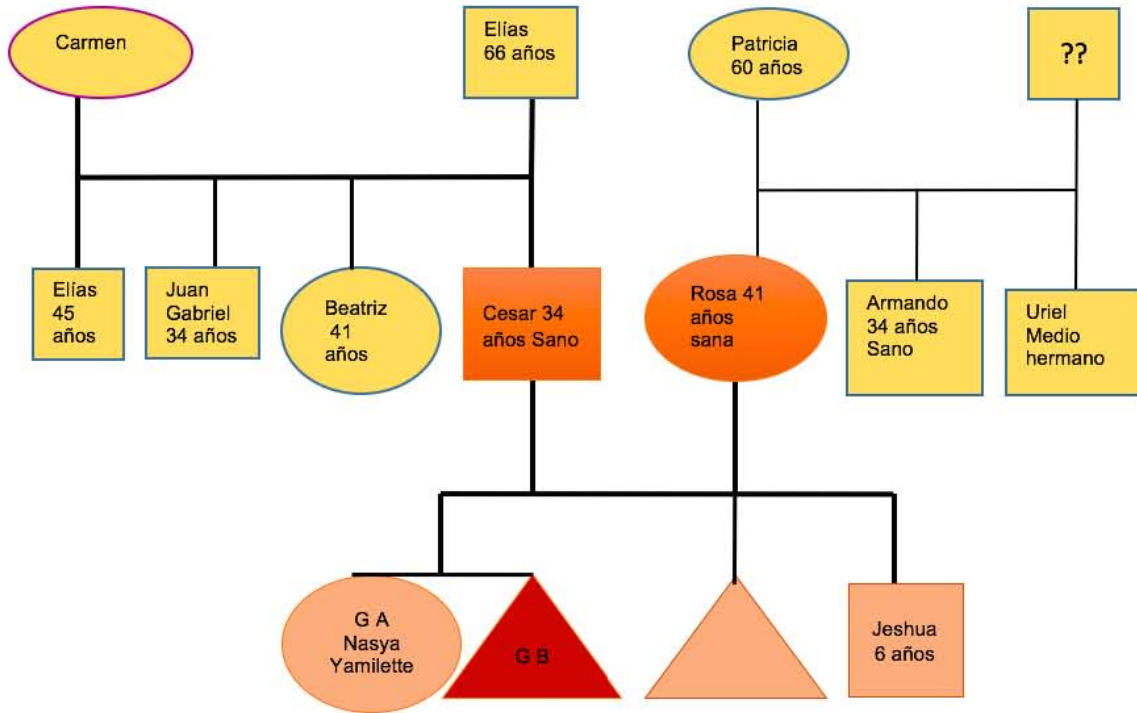 Carmen
Elías
66 años
Patricia
60 años
??
Elías
45
años
Juan
Gabriel
34 años
Beatriz
41
años
Cesar 34
años Sano
Rosa 41
años
sana
Armando
34 años
Sano
Uriel
Medio
hermano
G A
Nasya
Yamilette
G B
Jeshua
6 años